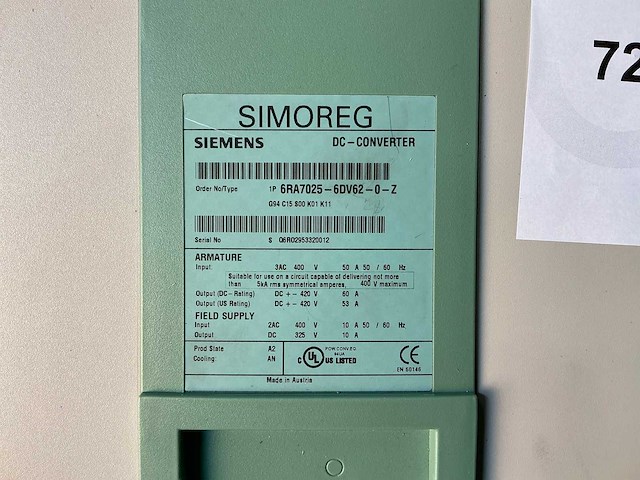 72
SIMOREG
SIEMENS DC-CONVERTER
Order No/Type 1P 6RA7025-6DV62-0-Z
G94 C15 S00 K01 K11
Serial No S Q6R02953320012
ARMATURE
Input 3AC 400 V 50 A 50 / 60 Hz
Suitable for use on a circuit capable of delivering not more
than 5kA rms symmetrical amperes, 400 V maximum
Output (DC-Rating) DC +- 420 V 60 A
Output (US Rating) DC +- 420 V 53 A
FIELD SUPPLY
Input 2AC 400 V 10 A 50 / 60 Hz
Output DC 325 V 10 A
Prod State A2
Cooling: AN
POW.CONV.EQ.
C UL US LISTED
CE
EN 50146
Made in Austria